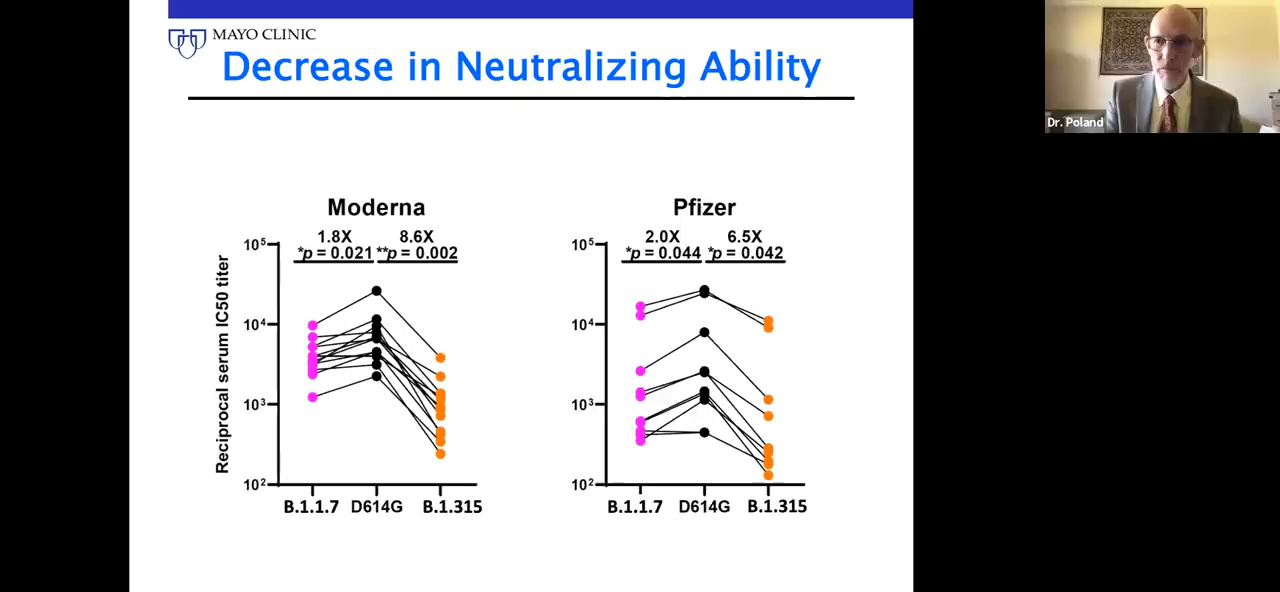 MAYO CLINIC
Decrease in Neutralizing Ability
Dr. Poland
Moderna
1.8X 8.6X
*p = 0.021 **p = 0.002
Reciprocal serum IC50 titer
10⁵
10⁴
10³
10²
B.1.1.7 D614G B.1.315
Pfizer
2.0X 6.5X
*p = 0.044 *p = 0.042
10⁵
10⁴
10³
10²
B.1.1.7 D614G B.1.315